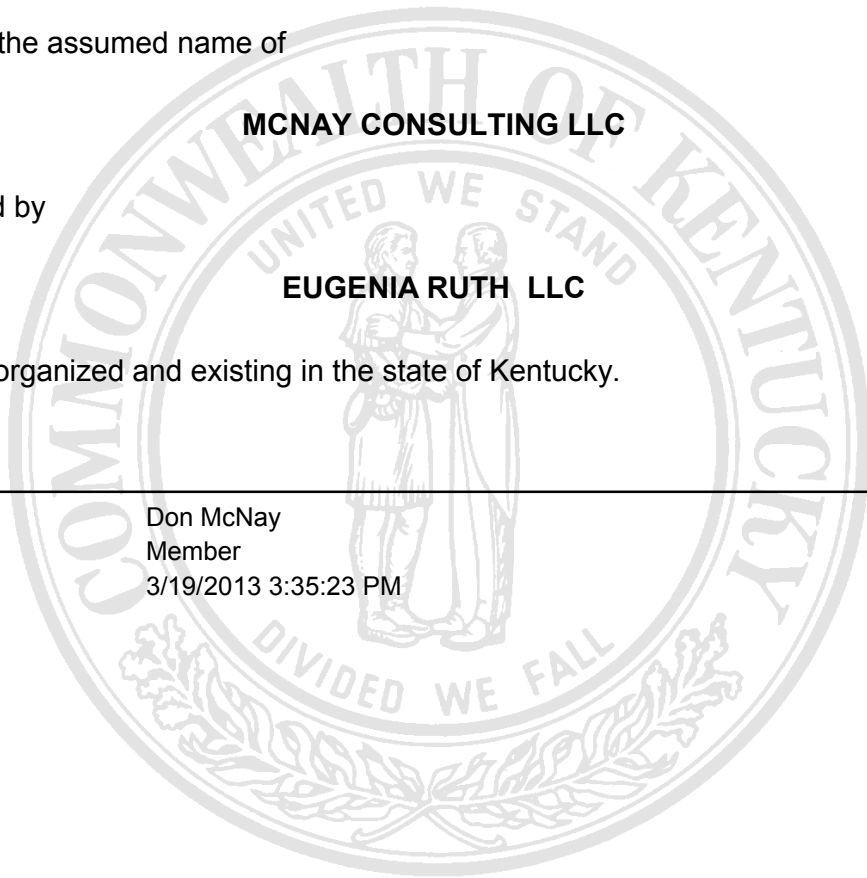 the assumed name of
MCNAY CONSULTING LLC
d by
EUGENIA RUTH  LLC
organized and existing in the state of Kentucky.
Don McNay
Member
3/19/2013 3:35:23 PM
COMMONWEALTH OF KENTUCKY
UNITED WE STAND
DIVIDED WE FALL